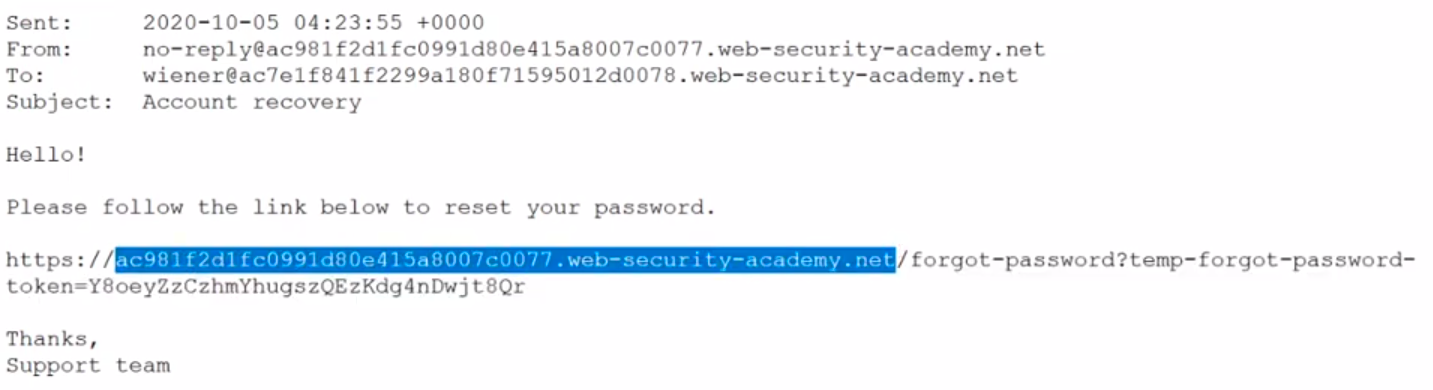 Sent: 2020-10-05 04:23:55 +0000
From: no-reply@ac981f2d1fc0991d80e415a8007c0077.web-security-academy.net
To: wiener@ac7e1f841f2299a180f71595012d0078.web-security-academy.net
Subject: Account recovery
Hello!
Please follow the link below to reset your password.
https://ac981f2d1fc0991d80e415a8007c0077.web-security-academy.net/forgot-password?temp-forgot-password-
token=Y8oeyZzCzhmYhugszQEzKdg4nDwjt8Qr
Thanks,
Support team